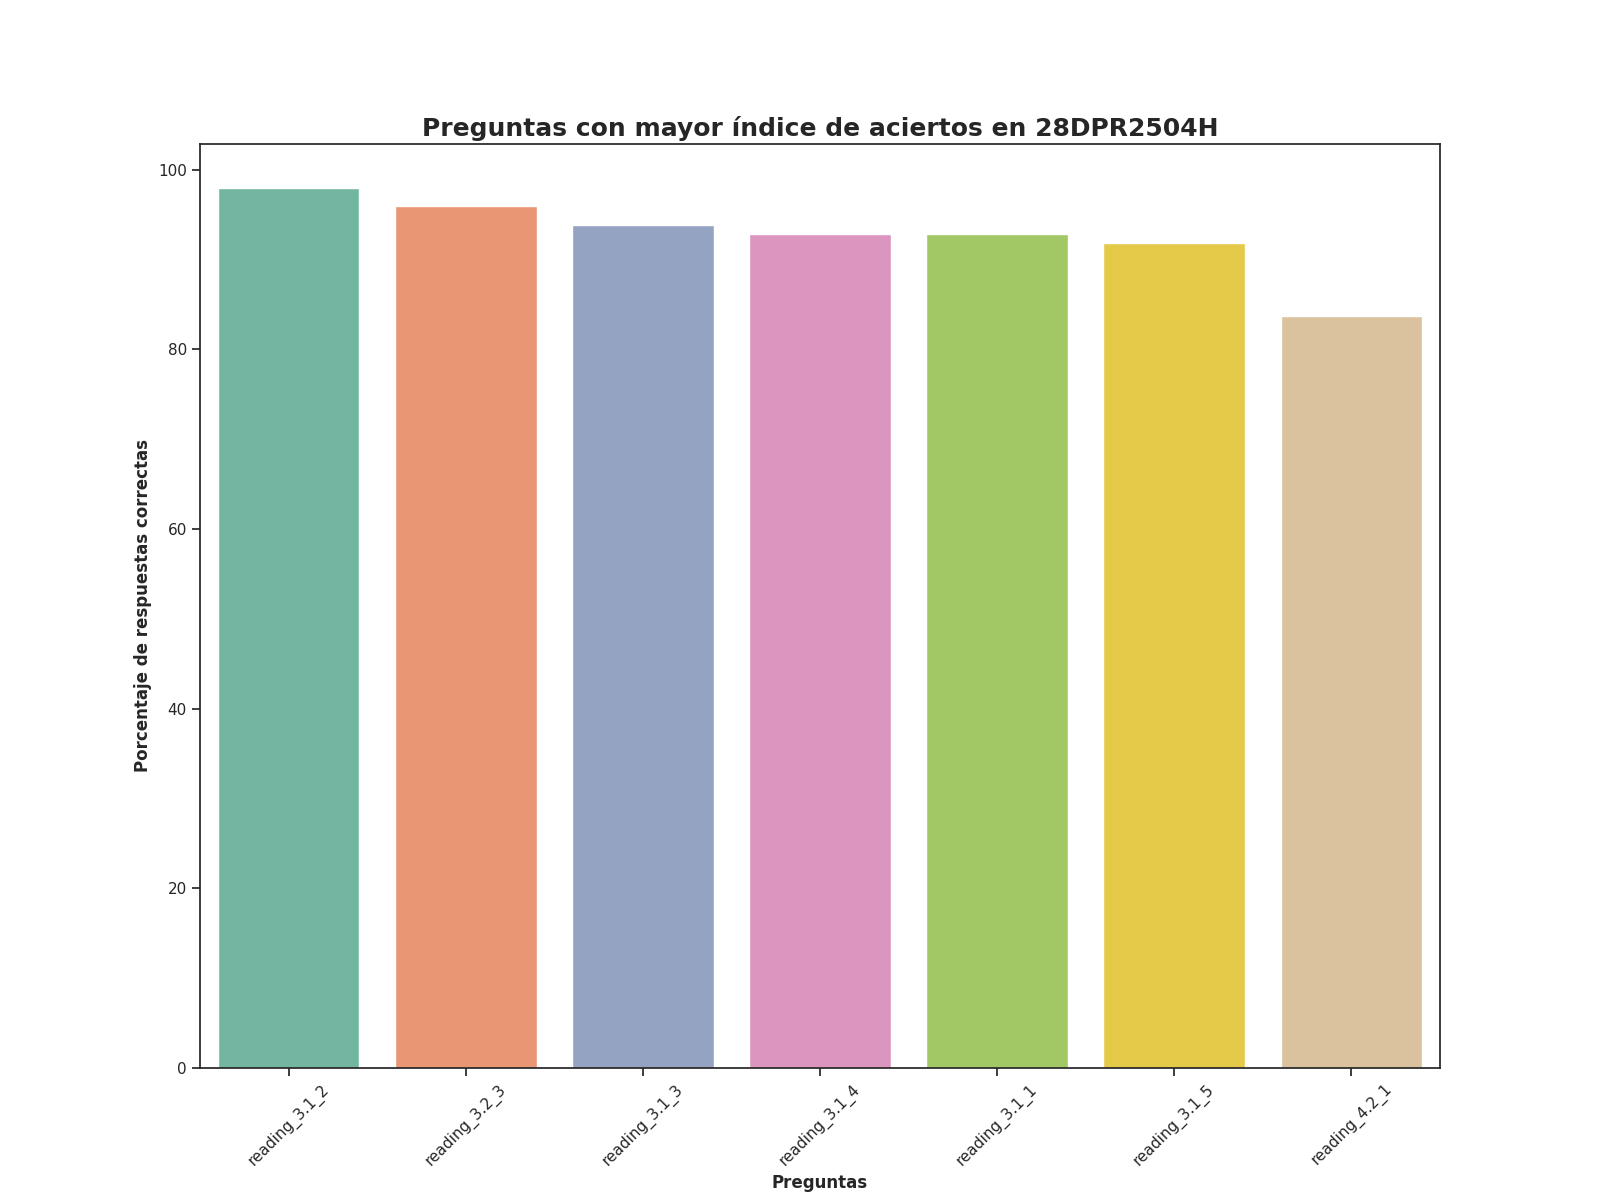 Preguntas con mayor índice de aciertos en 28DPR2504H
Porcentaje de respuestas correctas
100
80
60
40
20
0
reading_3.1_2
reading_3.2_3
reading_3.1_3
reading_3.1_4
reading_3.1_1
reading_3.1_5
reading_4.2_1
Preguntas